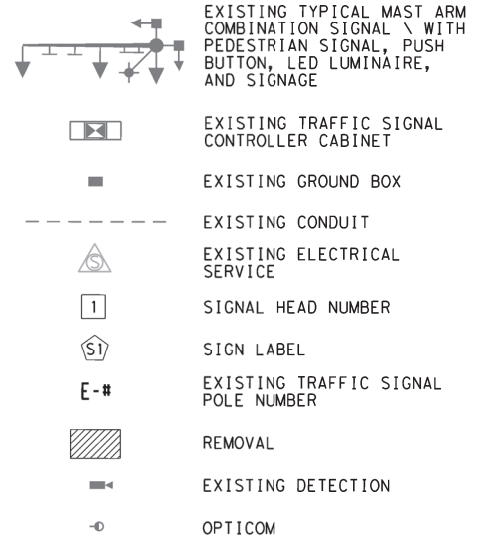 EXISTING TYPICAL MAST ARM
COMBINATION SIGNAL \ WITH
PEDESTRIAN SIGNAL, PUSH
BUTTON, LED LUMINAIRE,
AND SIGNAGE
EXISTING TRAFFIC SIGNAL
CONTROLLER CABINET
EXISTING GROUND BOX
EXISTING CONDUIT
S
EXISTING ELECTRICAL
SERVICE
1
SIGNAL HEAD NUMBER
S1
SIGN LABEL
E-#
EXISTING TRAFFIC SIGNAL
POLE NUMBER
REMOVAL
EXISTING DETECTION
OPTICOM